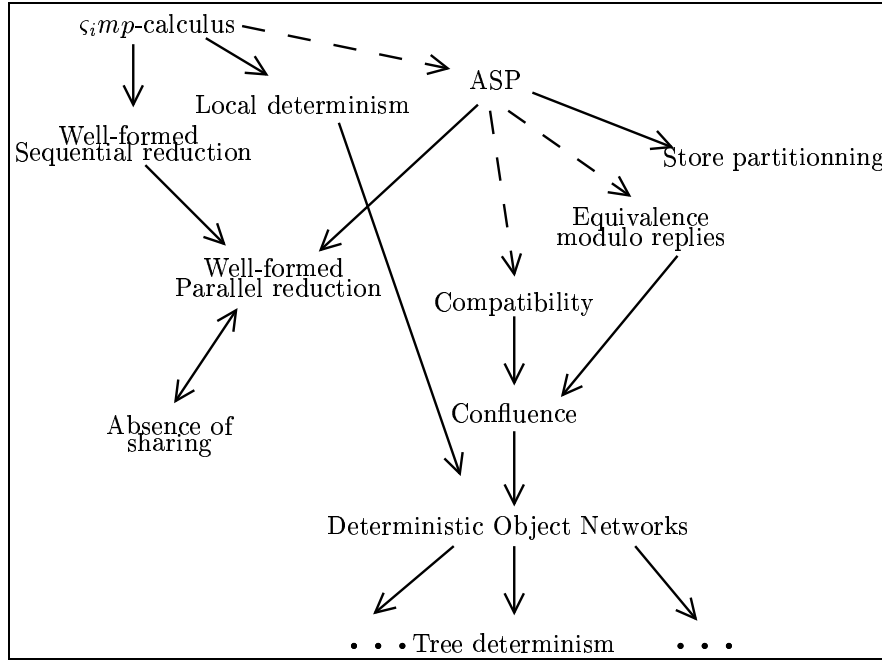 ςimp-calculus
ASP
Local determinism
Well-formed
Sequential reduction
Store partitionning
Equivalence
modulo replies
Well-formed
Parallel reduction
Compatibility
Confluence
Absence of
sharing
Deterministic Object Networks
• • • Tree determinism • • •